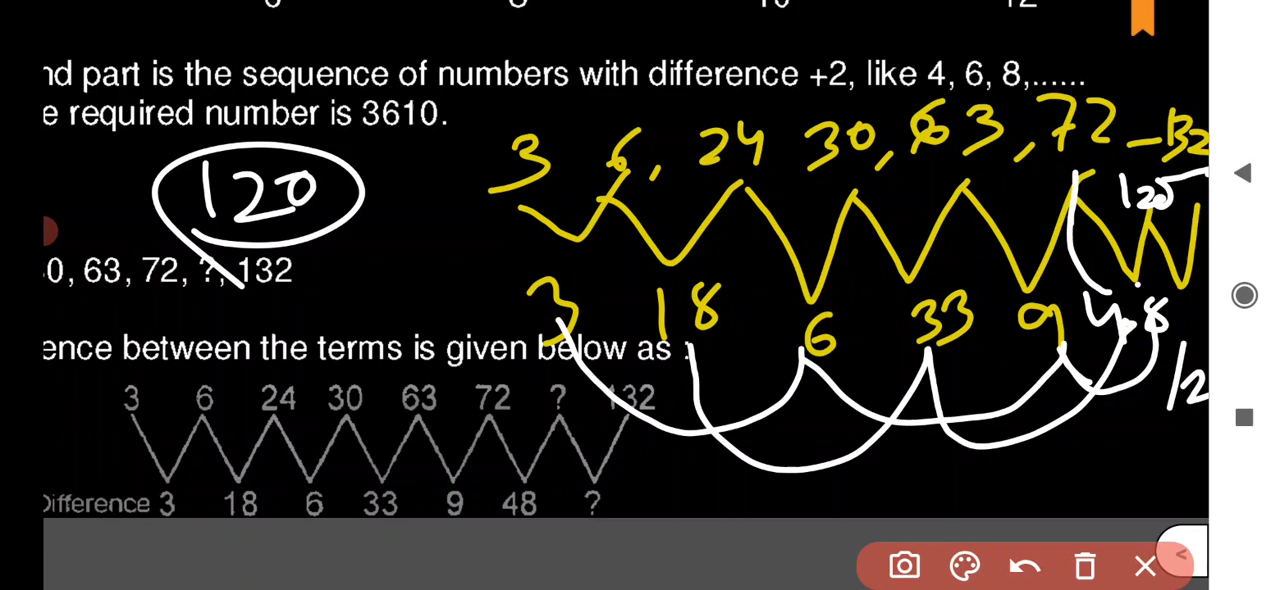 nd part is the sequence of numbers with difference +2, like 4, 6, 8,......
e required number is 3610.
3 6, 24 30, 63, 72 - 132
120
120
0, 63, 72, ?, 132
3 18 6 33 9 48
12
ence between the terms is given below as :
3 6 24 30 63 72 ? 132
Difference 3 18 6 33 9 48 ?